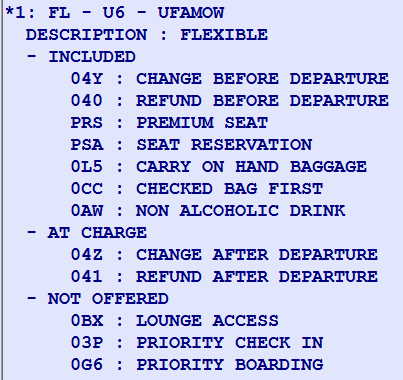 *1: FL - U6 - UFAMOW
DESCRIPTION : FLEXIBLE
- INCLUDED
04Y : CHANGE BEFORE DEPARTURE
040 : REFUND BEFORE DEPARTURE
PRS : PREMIUM SEAT
PSA : SEAT RESERVATION
0L5 : CARRY ON HAND BAGGAGE
0CC : CHECKED BAG FIRST
0AW : NON ALCOHOLIC DRINK
- AT CHARGE
04Z : CHANGE AFTER DEPARTURE
041 : REFUND AFTER DEPARTURE
- NOT OFFERED
0BX : LOUNGE ACCESS
03P : PRIORITY CHECK IN
0G6 : PRIORITY BOARDING